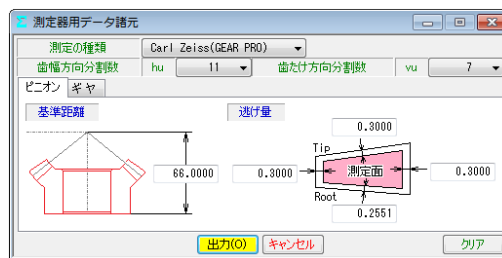 測定器用データ諸元
測定の種類 Carl Zeiss(GEAR PRO)
歯幅方向分割数 hu 11 歯たけ方向分割数 vu 7
ピニオン ギヤ
基準距離 逃げ量
0.3000
Tip
66.0000 0.3000 測定面 0.3000
Root
0.2551
出力(O) キャンセル クリア